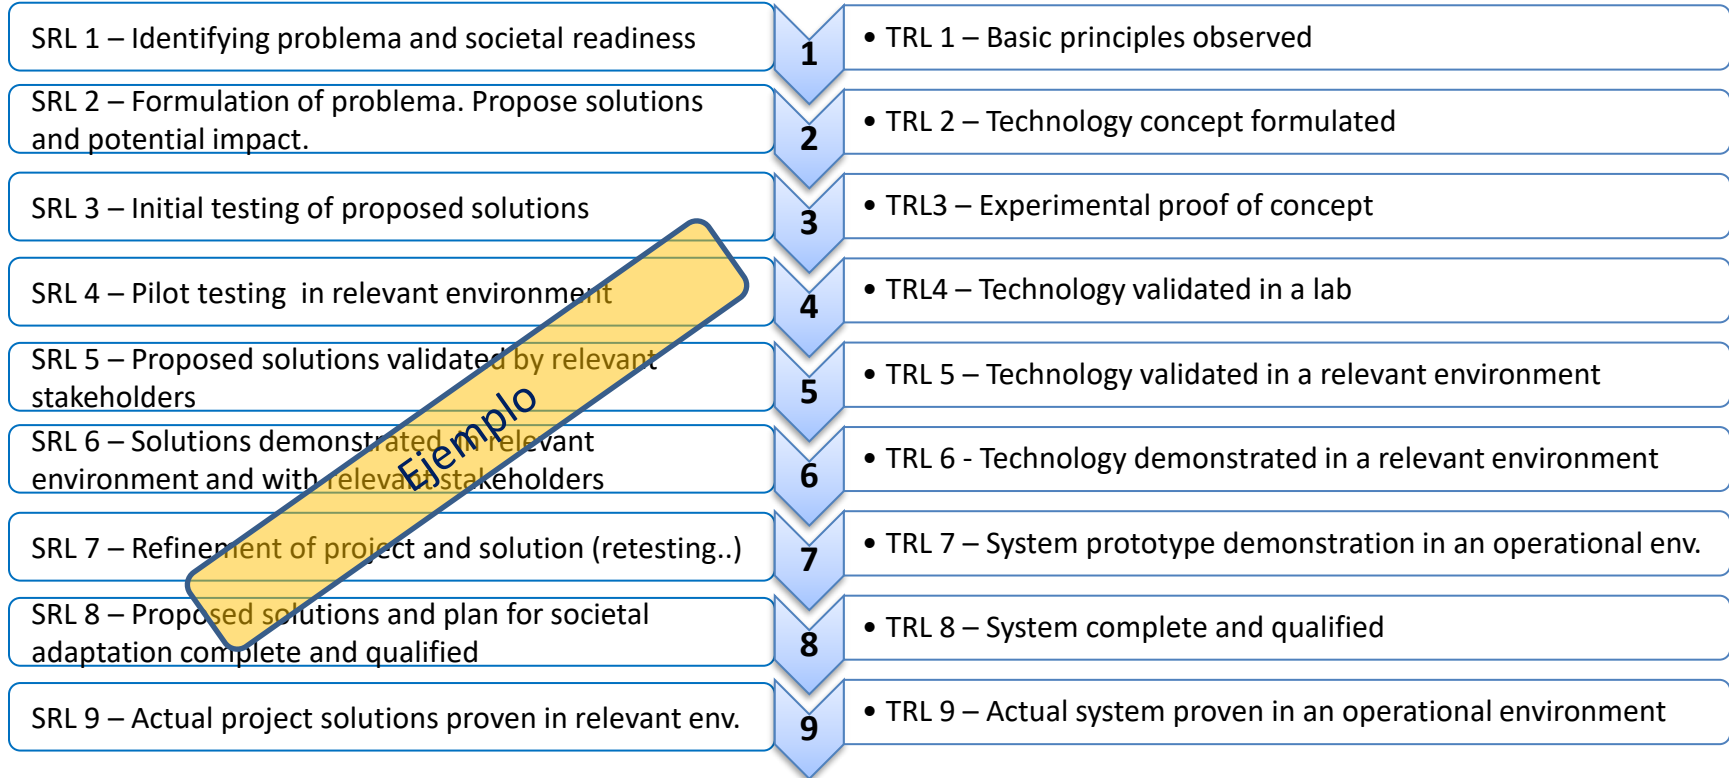 SRL 1 – Identifying problema and societal readiness
1
• TRL 1 – Basic principles observed
SRL 2 – Formulation of problema. Propose solutions
and potential impact.
2
• TRL 2 – Technology concept formulated
SRL 3 – Initial testing of proposed solutions
3
• TRL3 – Experimental proof of concept
SRL 4 – Pilot testing  in relevant environment
4
• TRL4 – Technology validated in a lab
SRL 5 – Proposed solutions validated by relevant
stakeholders
5
• TRL 5 – Technology validated in a relevant environment
SRL 6 – Solutions demonstrated in relevant
environment and with relevant stakeholders
6
• TRL 6 - Technology demonstrated in a relevant environment
SRL 7 – Refinement of project and solution (retesting..)
7
• TRL 7 – System prototype demonstration in an operational env.
SRL 8 – Proposed solutions and plan for societal
adaptation complete and qualified
8
• TRL 8 – System complete and qualified
SRL 9 – Actual project solutions proven in relevant env.
9
• TRL 9 – Actual system proven in an operational environment
Ejemplo